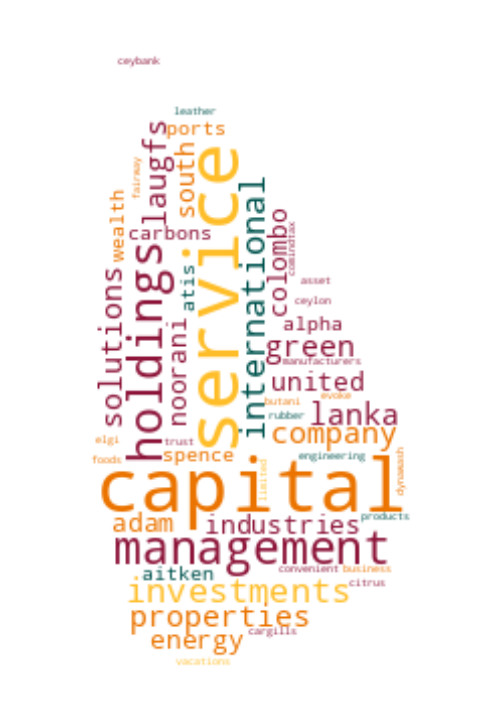 ceybank
leather
ports
laugfs
fairway
south
service
wealth
carbons
international
colombo
comindtax
holdings
atis
asset
solutions
ceylon
noorani
alpha
green
manufacturers
united
evoke
butani
lanka
rubber
company
elgi
trust
foods
spence
engineering
dynawash
limited
capital
adam
industries
products
management
aitken
convenient
business
citrus
investments
properties
cargills
energy
vacations